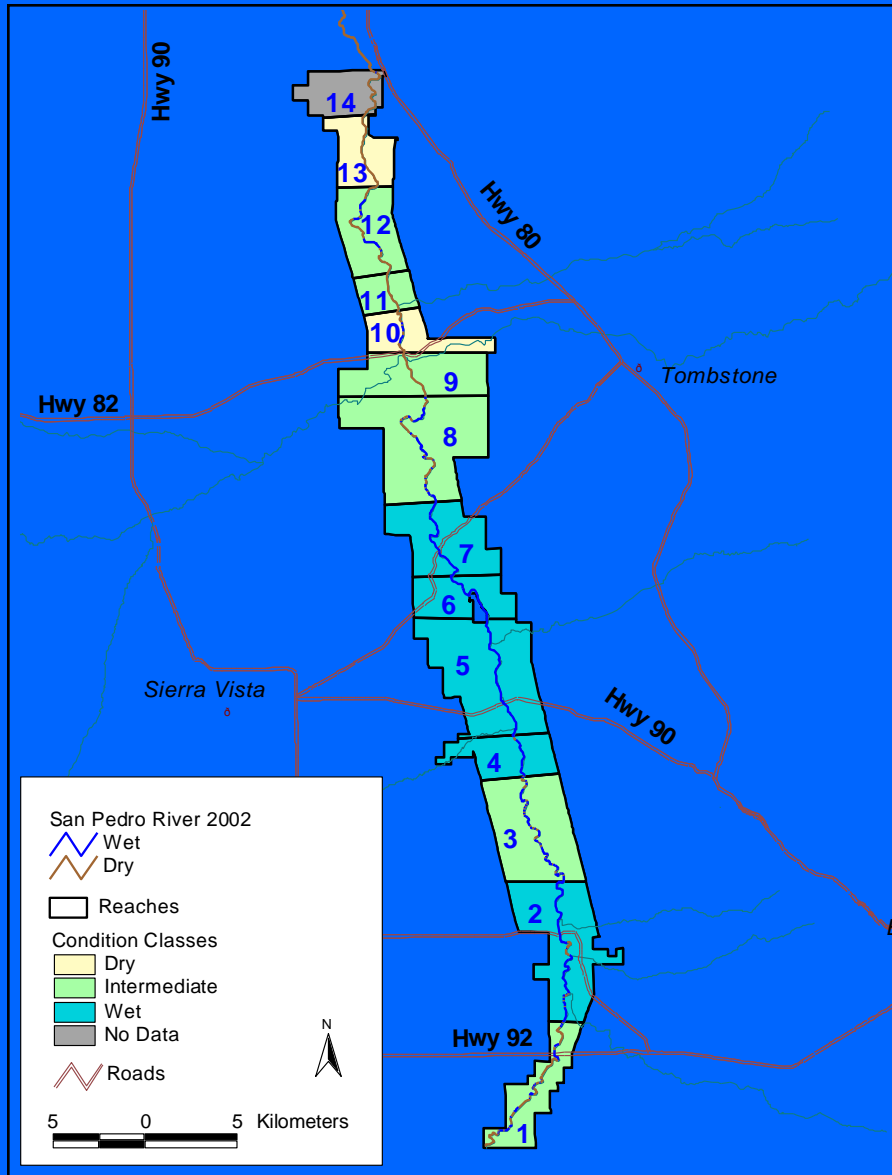 Hwy 90
14
13
12
Hwy 80
11
10
Tombstone
9
Hwy 82
8
7
6
5
Sierra Vista
Hwy 90
4
3
2
Hwy 92
1
San Pedro River 2002
Wet
Dry
Reaches
Condition Classes
Dry
Intermediate
Wet
No Data
Roads
N
5 0 5 Kilometers